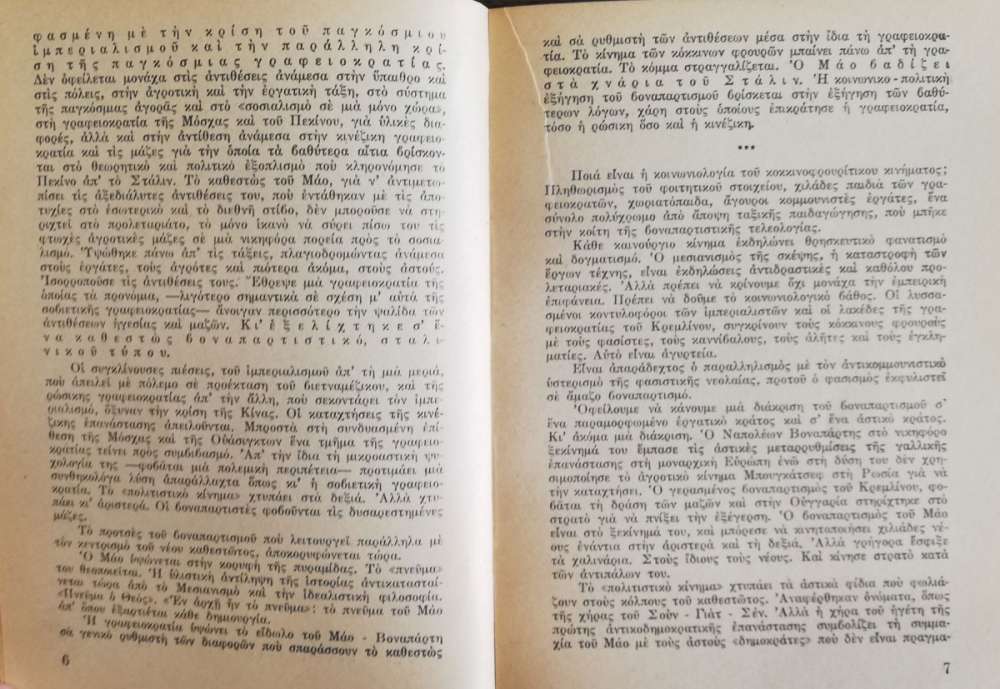 φασμένη μὲ τὴν κρίση τοῦ παγκόσμιου
ἰμπεριαλισμοῦ καὶ τὴν παράλληλη κρί-
ση τῆς παγκόσμιας γραφειοκρατίας.
Δὲν ὀφείλεται μονάχα στὶς ἀντιθέσεις ἀνάμεσα στὴν ὕπαιθρο καὶ
στὶς πόλεις, στὴν ἀγροτικὴ καὶ τὴν ἐργατικὴ τάξη, στὸ σύστημα
τῆς παγκόσμιας ἀγορᾶς καὶ στὸ «σοσιαλισμὸ σὲ μιὰ μόνο χώρα»,
στὴ γραφειοκρατία τῆς Μόσχας καὶ τοῦ Πεκίνου, γιὰ ὑλικὲς δια-
φορές, ἀλλὰ καὶ στὴν ἀντίθεση ἀνάμεσα στὴν κινέζικη γραφειο-
κρατία καὶ τὶς μάζες γιὰ τὴν ὁποία τὰ βαθύτερα αἴτια βρίσκον-
ται στὸ θεωρητικὸ καὶ πολιτικὸ ἐξοπλισμὸ ποὺ κληρονόμησε τὸ
Πεκίνο ἀπ' τὸ Στάλιν. Τὸ καθεστὼς τοῦ Μάο, γιὰ ν' ἀντιμετω-
πίσει τὶς ἀξεδιάλυτες ἀντιθέσεις του, ποὺ ἐντάθηκαν μὲ τὶς ἀπο-
τυχίες στὸ ἐσωτερικὸ καὶ τὸ διεθνῆ στίβο, δὲν μποροῦσε νὰ στη-
ριχτεῖ στὸ προλεταριάτο, τὸ μόνο ἱκανὸ νὰ σύρει πίσω του τὶς
φτωχὲς ἀγροτικὲς μάζες σὲ μιὰ νικηφόρα πορεία πρὸς τὸ σοσια-
λισμό. Ὑψώθηκε πάνω ἀπ' τὶς τάξεις, πλαγιοδρομώντας ἀνάμεσα
στοὺς ἐργάτες, τοὺς ἀγρότες καὶ πιότερα ἀκόμα, στοὺς ἀστούς.
Ἰσορροποῦσε τὶς ἀντιθέσεις τους. Ἔθρεψε μιὰ γραφειοκρατία τῆς
ὁποίας τὰ προνόμια, —λιγότερο σημαντικὰ σὲ σχέση μ' αὐτὰ τῆς
σοβιετικῆς γραφειοκρατίας— ἄνοιγαν περισσότερο τὴν ψαλίδα τῶν
ἀντιθέσεων ἡγεσίας καὶ μαζῶν. Κι' ἐξελίχτηκε σ' ἕ-
να καθεστὼς βοναπαρτιστικό, σταλι-
νικοῦ τύπου.
Οἱ συγκλίνουσες πιέσεις, τοῦ ἰμπεριαλισμοῦ ἀπ' τὴ μιὰ μεριά,
ποὺ ἀπειλεῖ μὲ πόλεμο σὲ προέκταση τοῦ βιετναμέζικου, καὶ τῆς
ρώσικης γραφειοκρατίας ἀπ' τὴν ἄλλη, ποὺ σεκοντάρει τὸν ἰμπε-
ριαλισμό, ὄξυναν τὴν κρίση τῆς Κίνας. Οἱ καταχτήσεις τῆς κινέ-
ζικης ἐπανάστασης ἀπειλοῦνται. Μπροστὰ στὴ συνδυασμένη ἐπί-
θεση τῆς Μόσχας καὶ τῆς Οὐάσιγκτων ἕνα τμῆμα τῆς γραφειο-
κρατίας τείνει πρὸς συμβιβασμό. Ἀπ' τὴν ἴδια τὴ μικροαστικὴ ψυ-
χολογία της —φοβᾶται μιὰ πολεμικὴ περιπέτεια— προτιμάει μιὰ
συνθηκολόγα λύση ἀπαράλλαχτα ὅπως κι' ἡ σοβιετικὴ γραφειο-
κρατία. Τὸ «πολιτιστικὸ κίνημα» χτυπάει στὰ δεξιά. Ἀλλὰ χτυ-
πάει κι' ἀριστερά. Οἱ βοναπαρτιστὲς φοβοῦνται τὶς δυσαρεστημένες
μάζες.
Τὸ προτσὲς τοῦ βοναπαρτισμοῦ ποὺ λειτουργεῖ παράλληλα μὲ
τὸν κεντρισμὸ τοῦ νέου καθεστῶτος, ἀποκορυφώνεται τώρα.
Ὁ Μάο ὑψώνεται στὴν κορυφὴ τῆς πυραμίδας. Τὸ «πνεῦμα»
του θεοποιεῖται. Ἡ ὑλιστικὴ ἀντίληψη τῆς ἱστορίας ἀντικατασταί-
νεται τώρα ἀπὸ τὸ Μεσιανισμὸ καὶ τὴν ἰδεαλιστικὴ φιλοσοφία.
«Πνεῦμα ὁ Θεός», «Ἐν ἀρχῇ ἦν τὸ πνεῦμα»: τὸ πνεῦμα τοῦ Μάο
ἀπ' ὅπου ἐξαρτιέται κάθε δημιουργία.
Ἡ γραφειοκρατία ὑψώνει τὸ εἴδωλο τοῦ Μάο - Βοναπάρτη
σὰ γενικὸ ρυθμιστὴ τῶν διαφορῶν ποὺ σπαράσσουν τὸ καθεστὼς
6
καὶ σὰ ρυθμιστὴ τῶν ἀντιθέσεων μέσα στὴν ἴδια τὴ γραφειοκρα-
τία. Τὸ κίνημα τῶν κόκκινων φρουρῶν μπαίνει πάνω ἀπ' τὴ γρα-
φειοκρατία. Τὸ κόμμα στραγγαλίζεται. Ὁ Μάο βαδίζει
στὰ χνάρια τοῦ Στάλιν. Ἡ κοινωνικο-πολιτικὴ
ἐξήγηση τοῦ βοναπαρτισμοῦ βρίσκεται στὴν ἐξήγηση τῶν βαθύ-
τερων λόγων, χάρη στοὺς ὁποίους ἐπικράτησε ἡ γραφειοκρατία,
τόσο ἡ ρώσικη ὅσο καὶ ἡ κινέζικη.
***
Ποιά εἶναι ἡ κοινωνιολογία τοῦ κοκκινοφρουρίτικου κινήματος;
Πληθωρισμὸς τοῦ φοιτητικοῦ στοιχείου, χιλάδες παιδιὰ τῶν γρα-
φειοκρατῶν, χωριατόπαιδα, ἄγουροι κομμουνιστὲς ἐργάτες, ἕνα
σύνολο πολύχρωμο ἀπὸ ἄποψη ταξικῆς παιδαγώγησης, ποὺ μπῆκε
στὴν κοίτη τῆς βοναπαρτιστικῆς τελεολογίας.
Κάθε καινούργιο κίνημα ἐκδηλώνει θρησκευτικὸ φανατισμὸ
καὶ δογματισμό. Ὁ μεσιανισμὸς τῆς σκέψης, ἡ καταστροφὴ τῶν
ἔργων τέχνης, εἶναι ἐκδηλώσεις ἀντιδραστικὲς καὶ καθόλου προ-
λεταριακές. Ἀλλὰ πρέπει νὰ κρίνουμε ὄχι μονάχα τὴν ἐμπειρικὴ
ἐπιφάνεια. Πρέπει νὰ δοῦμε τὸ κοινωνιολογικὸ βάθος. Οἱ λυσσα-
σμένοι κοντυλοφόροι τῶν ἰμπεριαλιστῶν καὶ οἱ λακέδες τῆς γρα-
φειοκρατίας τοῦ Κρεμλίνου, συγκρίνουν τοὺς κόκκινους φρουροὺς
μὲ τοὺς φασίστες, τοὺς καννίβαλους, τοὺς ἀλῆτες καὶ τοὺς ἐγκλη-
ματίες. Αὐτὸ εἶναι ἀγυρτεία.
Εἶναι ἀπαράδεχτος ὁ παραλληλισμὸς μὲ τὸν ἀντικομμουνιστικὸ
ὑστερισμὸ τῆς φασιστικῆς νεολαίας, προτοῦ ὁ φασισμὸς ἐκφυλιστεῖ
σὲ ἄμαζο βοναπαρτισμό.
Ὀφείλουμε νὰ κάνουμε μιὰ διάκριση τοῦ βοναπαρτισμοῦ σ'
ἕνα παραμορφωμένο ἐργατικὸ κράτος καὶ σ' ἕνα ἀστικὸ κράτος.
Κι' ἀκόμα μιὰ διάκριση. Ὁ Ναπολέων Βοναπάρτης στὸ νικηφόρο
ξεκίνημά του ἔμπασε τὶς ἀστικὲς μεταρρυθμίσεις τῆς γαλλικῆς
ἐπανάστασης στὴ μοναρχικὴ Εὐρώπη ἐνῶ στὴ δύση του δὲν χρη-
σιμοποίησε τὸ ἀγροτικὸ κίνημα Μπουγκάτσεφ στὴ Ρωσία γιὰ νὰ
τὴν καταχτήσει. Ὁ γερασμένος βοναπαρτισμὸς τοῦ Κρεμλίνου, φο-
βᾶται τὴ δράση τῶν μαζῶν καὶ στὴν Οὑγγαρία στηρίχτηκε στὸ
στρατὸ γιὰ νὰ πνίξει τὴν ἐξέγερση. Ὁ βοναπαρτισμὸς τοῦ Μάο
εἶναι στὸ ξεκίνημά του, καὶ μπόρεσε νὰ κινητοποιήσει χιλιάδες νέ-
ους ἐνάντια στὴν ἀριστερὰ καὶ τὴ δεξιά. Ἀλλὰ γρήγορα ἔσφιξε
τὰ χαλινάρια. Στοὺς ἴδιους τοὺς νέους. Καὶ κίνησε στρατὸ κατὰ
τῶν ἀντιπάλων του.
Τὸ «πολιτιστικὸ κίνημα» χτυπάει τὰ ἀστικὰ φίδια ποὺ φωλιά-
ζουν στοὺς κόλπους τοῦ καθεστῶτος. Ἀναφέρθηκαν ὀνόματα, ὅπως
τῆς χήρας τοῦ Σοὺν - Γιὰτ - Σέν. Ἀλλὰ ἡ χήρα τοῦ ἡγέτη τῆς
πρώτης ἀντικοδημοκρατικῆς ἐπανάστασης συμβολίζει τὴ συμμα-
χία τοῦ Μάο μὲ τοὺς ἀστοὺς «δημοκράτες» ποὺ δὲν εἶναι πραγμα-
7